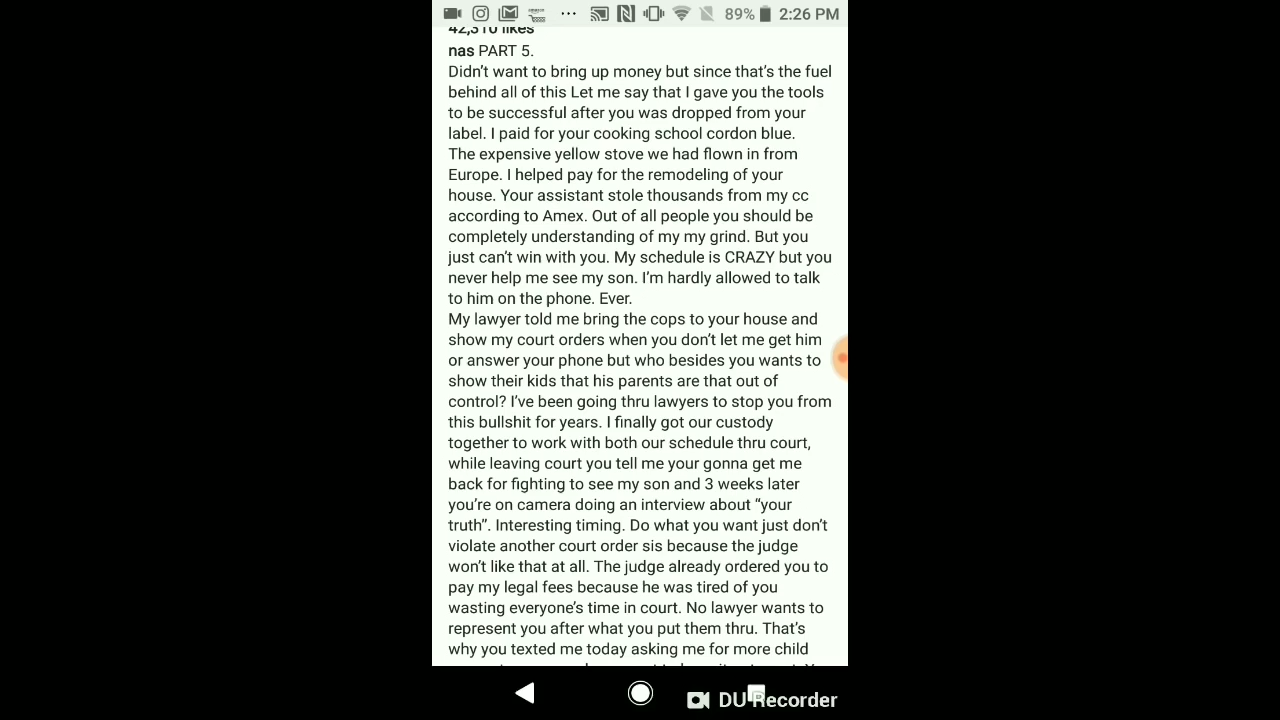 89% 2:26 PM
42,310 likes
nas PART 5.
Didn’t want to bring up money but since that’s the fuel
behind all of this Let me say that I gave you the tools
to be successful after you was dropped from your
label. I paid for your cooking school cordon blue.
The expensive yellow stove we had flown in from
Europe. I helped pay for the remodeling of your
house. Your assistant stole thousands from my cc
according to Amex. Out of all people you should be
completely understanding of my my grind. But you
just can’t win with you. My schedule is CRAZY but you
never help me see my son. I’m hardly allowed to talk
to him on the phone. Ever.
My lawyer told me bring the cops to your house and
show my court orders when you don’t let me get him
or answer your phone but who besides you wants to
show their kids that his parents are that out of
control? I’ve been going thru lawyers to stop you from
this bullshit for years. I finally got our custody
together to work with both our schedule thru court,
while leaving court you tell me your gonna get me
back for fighting to see my son and 3 weeks later
you’re on camera doing an interview about “your
truth”. Interesting timing. Do what you want just don’t
violate another court order sis because the judge
won’t like that at all. The judge already ordered you to
pay my legal fees because he was tired of you
wasting everyone’s time in court. No lawyer wants to
represent you after what you put them thru. That’s
why you texted me today asking me for more child
DU Recorder